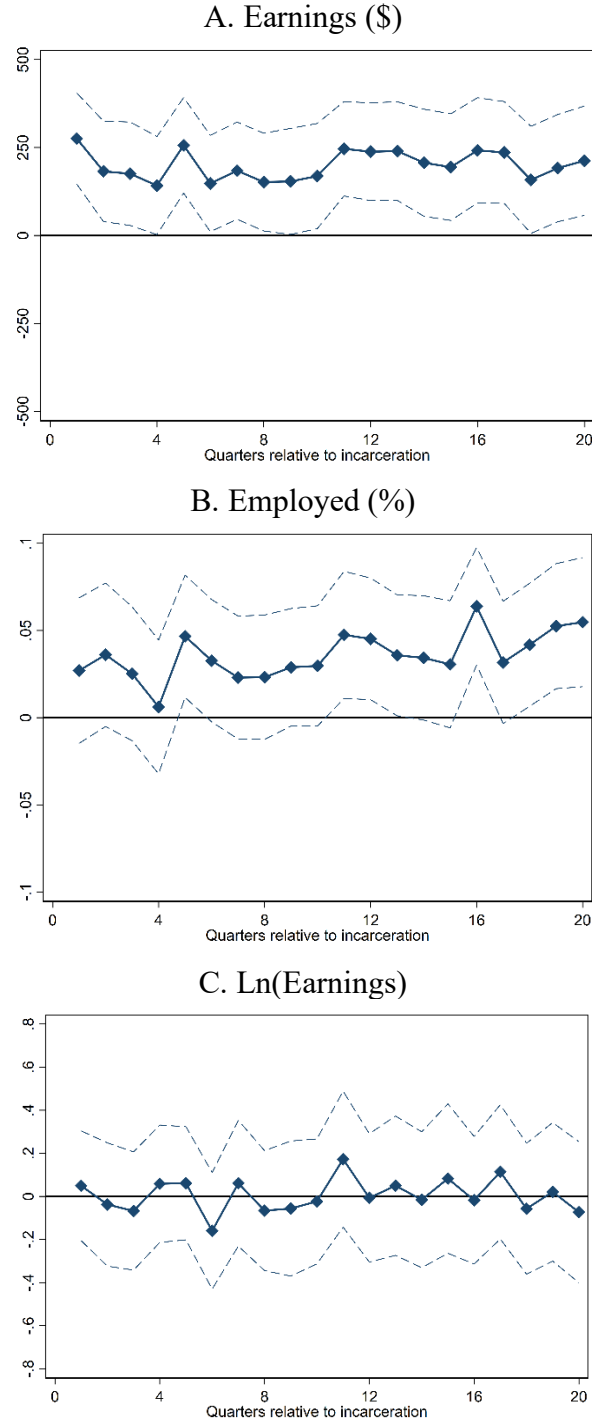 A. Earnings ($)
500
250
0
-250
-500
0 4 8 12 16 20
Quarters relative to incarceration
B. Employed (%)
.1
.05
0
-.05
-.1
0 4 8 12 16 20
Quarters relative to incarceration
C. Ln(Earnings)
.8
.6
.4
.2
0
-.2
-.4
-.6
-.8
0 4 8 12 16 20
Quarters relative to incarceration